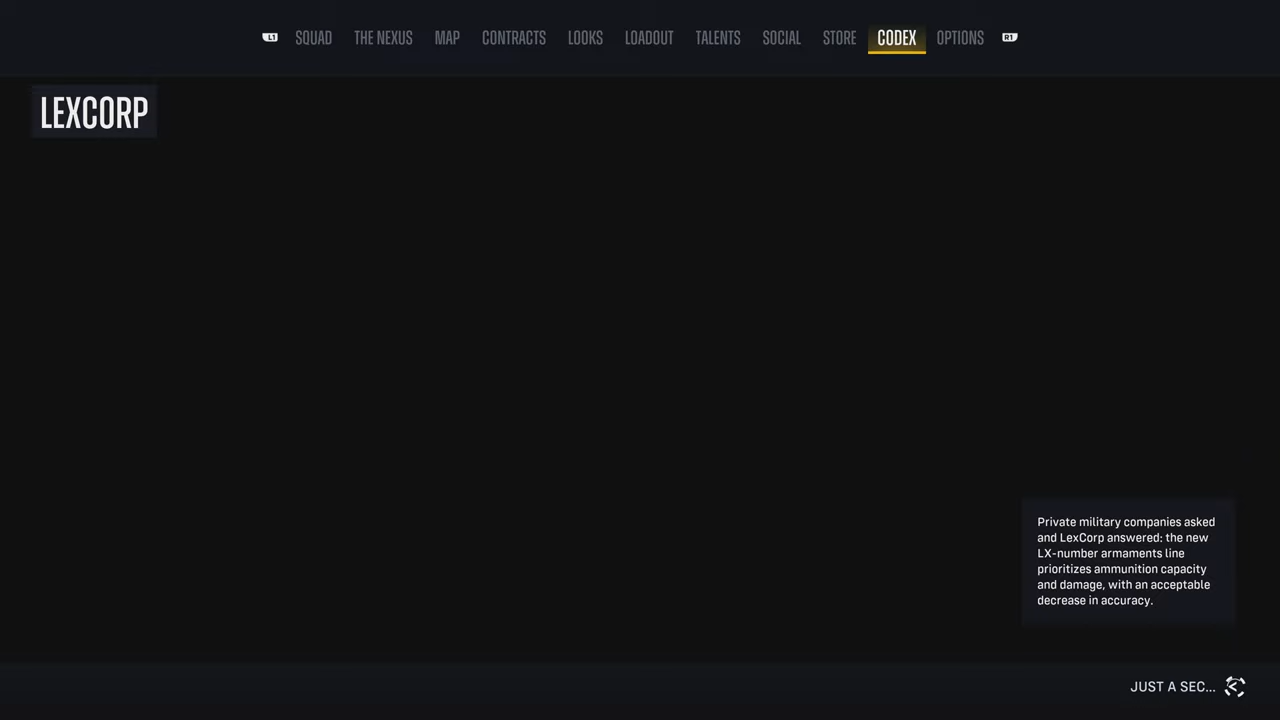 L1 SQUAD THE NEXUS MAP CONTRACTS LOOKS LOADOUT TALENTS SOCIAL STORE CODEX OPTIONS R1
LEXCORP
Private military companies asked
and LexCorp answered: the new
LX-number armaments line
prioritizes ammunition capacity
and damage, with an acceptable
decrease in accuracy.
JUST A SEC...